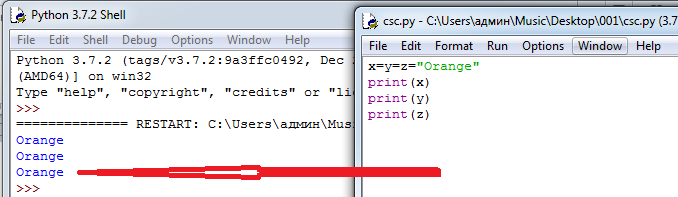 Python 3.7.2 Shell
File Edit Shell Debug Options Window Help
Python 3.7.2 (tags/v3.7.2:9a3ffc0492, Dec
(AMD64)] on win32
Type "help", "copyright", "credits" or "li
>>>
============== RESTART: C:\Users\админ\Mus
Orange
Orange
Orange
>>>
csc.py - C:\Users\админ\Music\Desktop\001\csc.py (3.7
File Edit Format Run Options Window Help
x=y=z="Orange"
print(x)
print(y)
print(z)